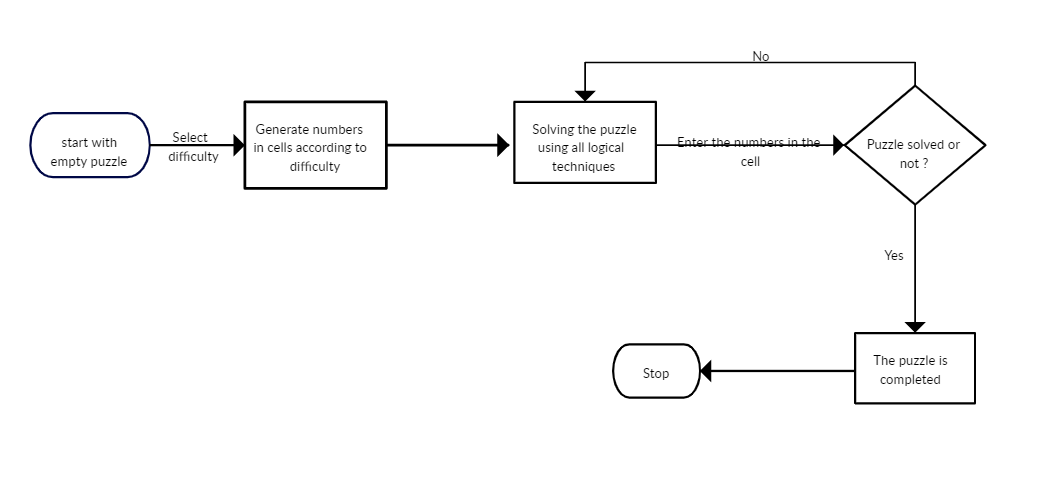 No
start with
empty puzzle
Select
difficulty
Generate numbers
in cells according to
difficulty
Solving the puzzle
using all logical
techniques
Enter the numbers in the
cell
Puzzle solved or
not ?
Yes
The puzzle is
completed
Stop